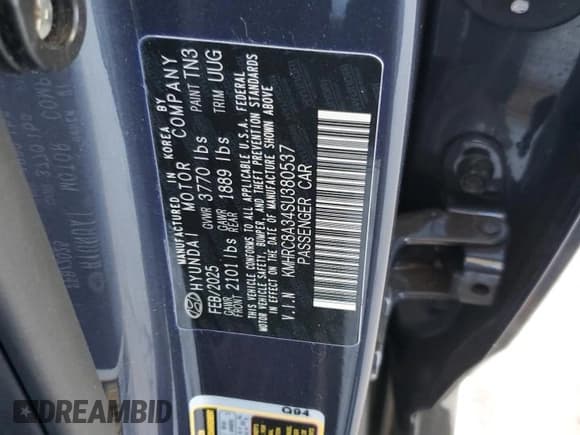 MANUFACTURED IN KOREA BY
HYUNDAI MOTOR COMPANY
FEB/2025 GVWR 3770 lbs PAINT TN3
GAWR FRONT 2101 lbs GAWR REAR 1889 lbs TRIM UUG
THIS VEHICLE CONFORMS TO ALL APPLICABLE U.S.A. FEDERAL
MOTOR VEHICLE SAFETY, BUMPER, AND THEFT PREVENTION STANDARDS
IN EFFECT ON THE DATE OF MANUFACTURE SHOWN ABOVE
V.I.N KMHRC8A34SU380537
PASSENGER CAR
Q94
DREAMBID